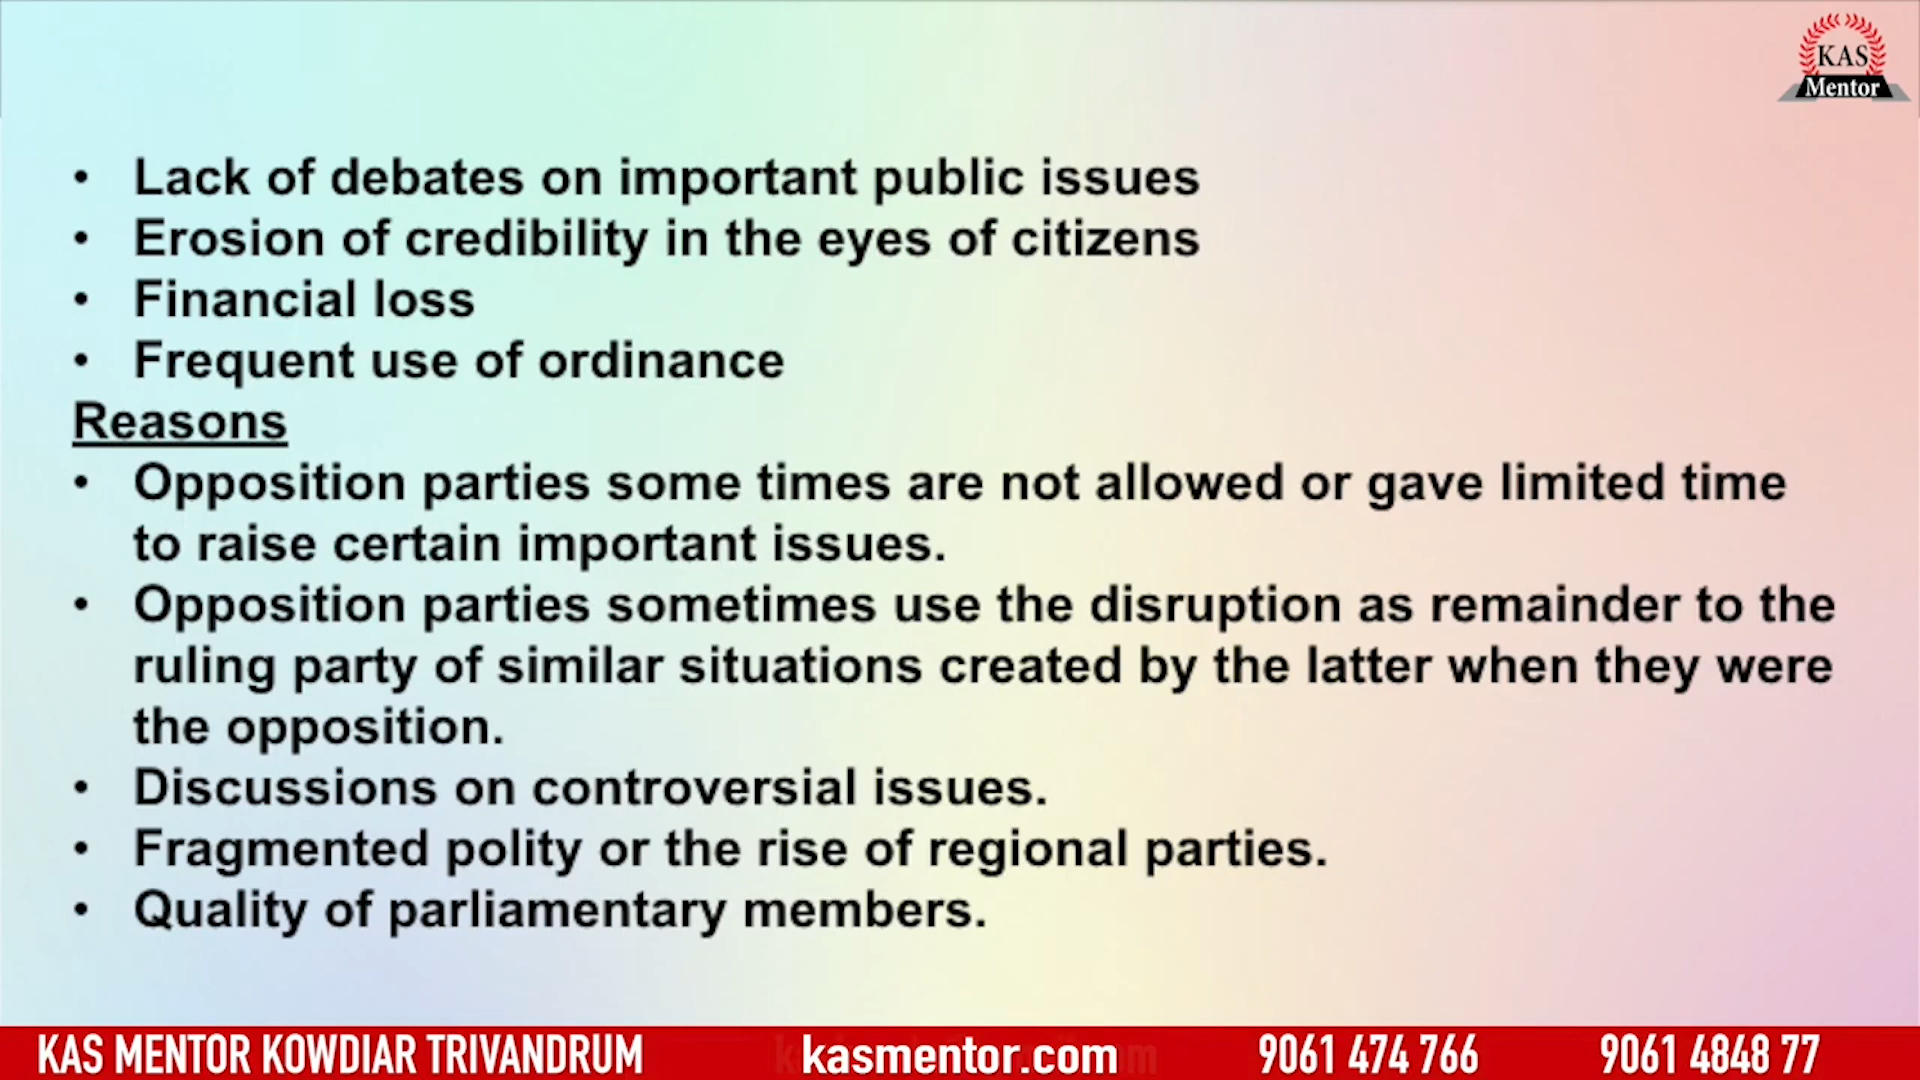 KAS
Mentor
• Lack of debates on important public issues
• Erosion of credibility in the eyes of citizens
• Financial loss
• Frequent use of ordinance
Reasons
• Opposition parties some times are not allowed or gave limited time
to raise certain important issues.
• Opposition parties sometimes use the disruption as remainder to the
ruling party of similar situations created by the latter when they were
the opposition.
• Discussions on controversial issues.
• Fragmented polity or the rise of regional parties.
• Quality of parliamentary members.
KAS MENTOR KOWDIAR TRIVANDRUM kasmentor.com 9061 474 766 9061 4848 77